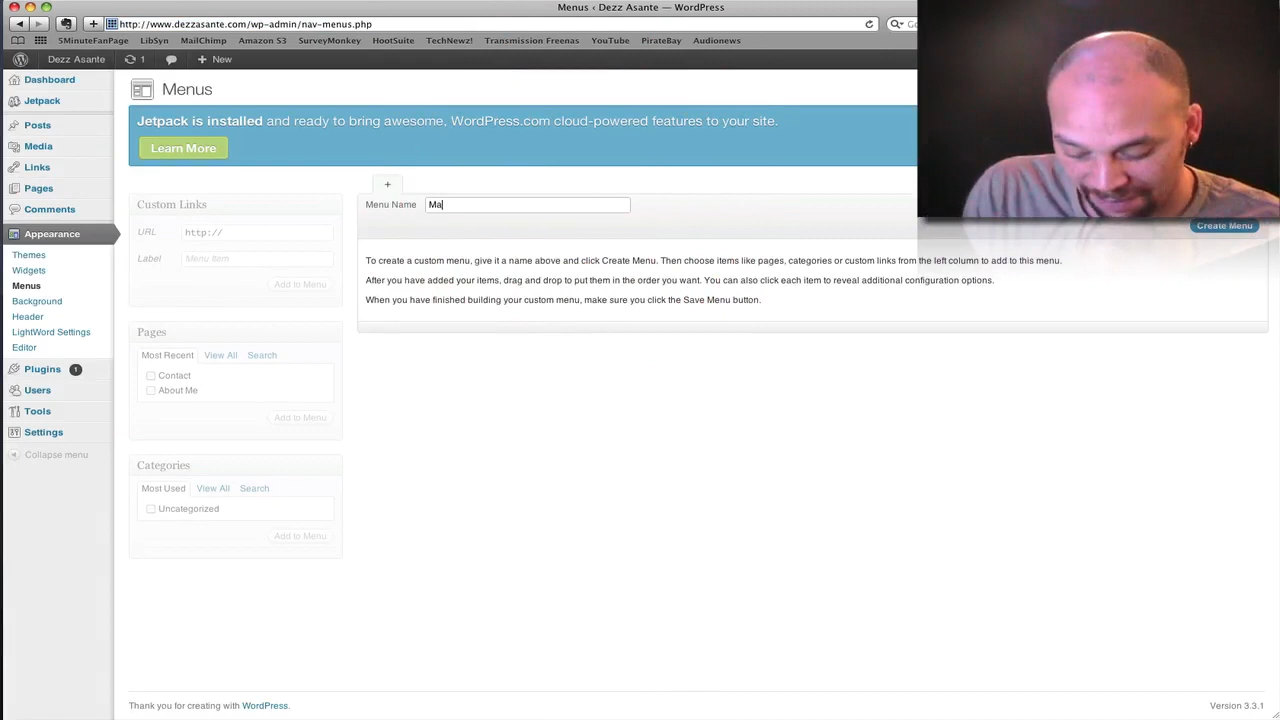 Menus ‹ Dezz Asante — WordPress
http://www.dezzasante.com/wp-admin/nav-menus.php
5MinuteFanPage LibSyn MailChimp Amazon S3 SurveyMonkey HootSuite TechNewz! Transmission Freenas YouTube PirateBay Audionews
Dezz Asante 1 + New
Dashboard
Jetpack
Posts
Media
Links
Pages
Comments
Appearance
Themes
Widgets
Menus
Background
Header
LightWord Settings
Editor
Plugins 1
Users
Tools
Settings
Collapse menu
Menus
Jetpack is installed and ready to bring awesome, WordPress.com cloud-powered features to your site.
Learn More
Custom Links
URL http://
Label Menu Item
Add to Menu
Pages
Most Recent View All Search
Contact
About Me
Add to Menu
Categories
Most Used View All Search
Uncategorized
Add to Menu
+
Menu Name Ma
Create Menu
To create a custom menu, give it a name above and click Create Menu. Then choose items like pages, categories or custom links from the left column to add to this menu.
After you have added your items, drag and drop to put them in the order you want. You can also click each item to reveal additional configuration options.
When you have finished building your custom menu, make sure you click the Save Menu button.
Thank you for creating with WordPress.
Version 3.3.1